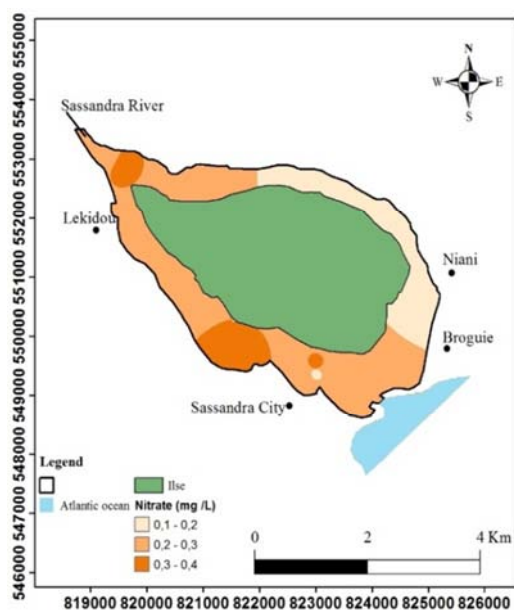 555000
554000
553000
552000
551000
550000
549000
548000
547000
546000
N
W E
S
Sassandra River
Lekidou
Niani
Broguie
Sassandra City
Legend
Ilse
Atlantic ocean
Nitrate (mg /L)
0,1 - 0,2
0,2 - 0,3
0,3 - 0,4
0 2 4 Km
819000 820000 821000 822000 823000 824000 825000 826000